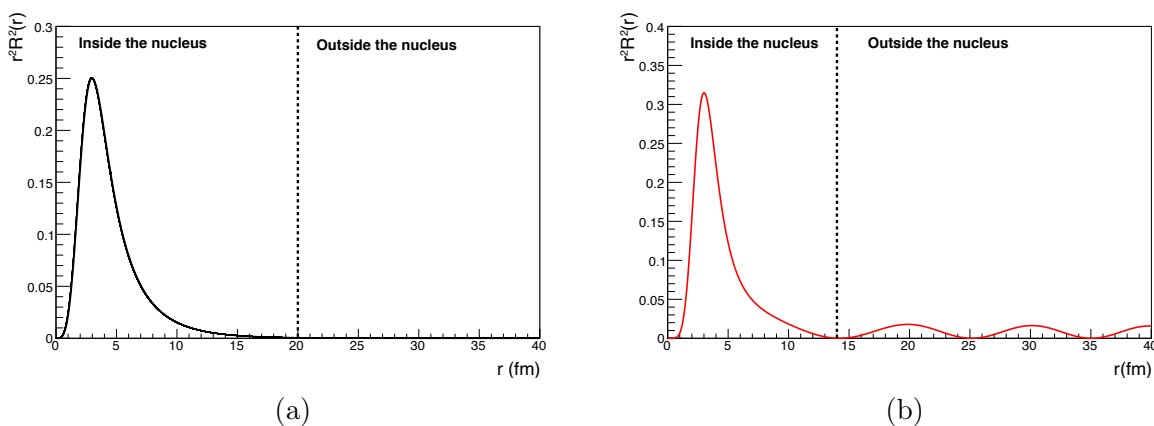 r²R²(r)
0.3
0.25
0.2
0.15
0.1
0.05
0
Inside the nucleus
Outside the nucleus
0 5 10 15 20 25 30 35 40
r (fm)
(a)
r²R²(r)
0.4
0.35
0.3
0.25
0.2
0.15
0.1
0.05
0
Inside the nucleus
Outside the nucleus
0 5 10 15 20 25 30 35 40
r(fm)
(b)